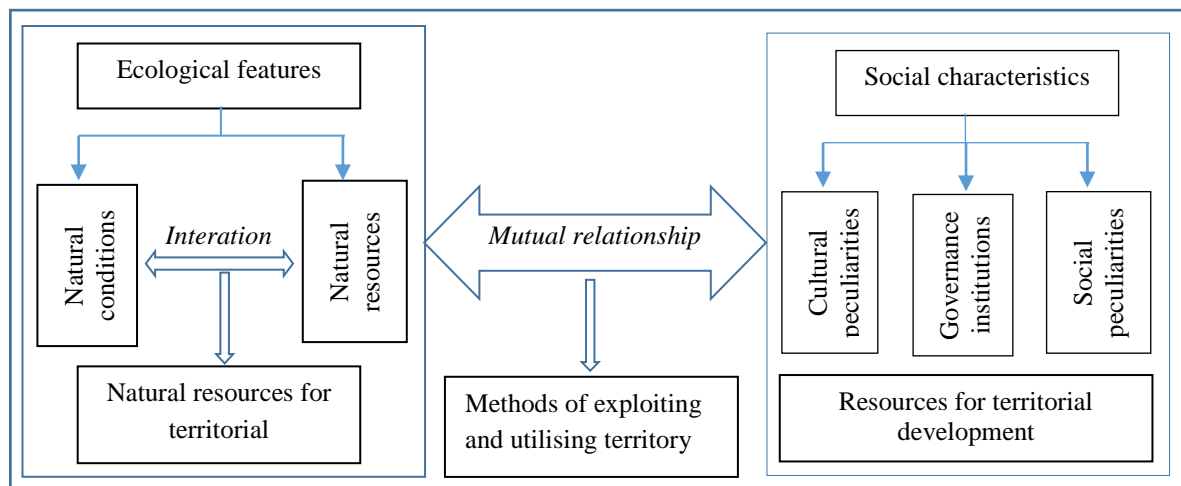 Ecological features
Natural
conditions
Interation
Natural
resources
Natural resources for
territorial
Mutual relationship
Methods of exploiting
and utilising territory
Social characteristics
Cultural
peculiarities
Governance
institutions
Social
peculiarities
Resources for territorial
development